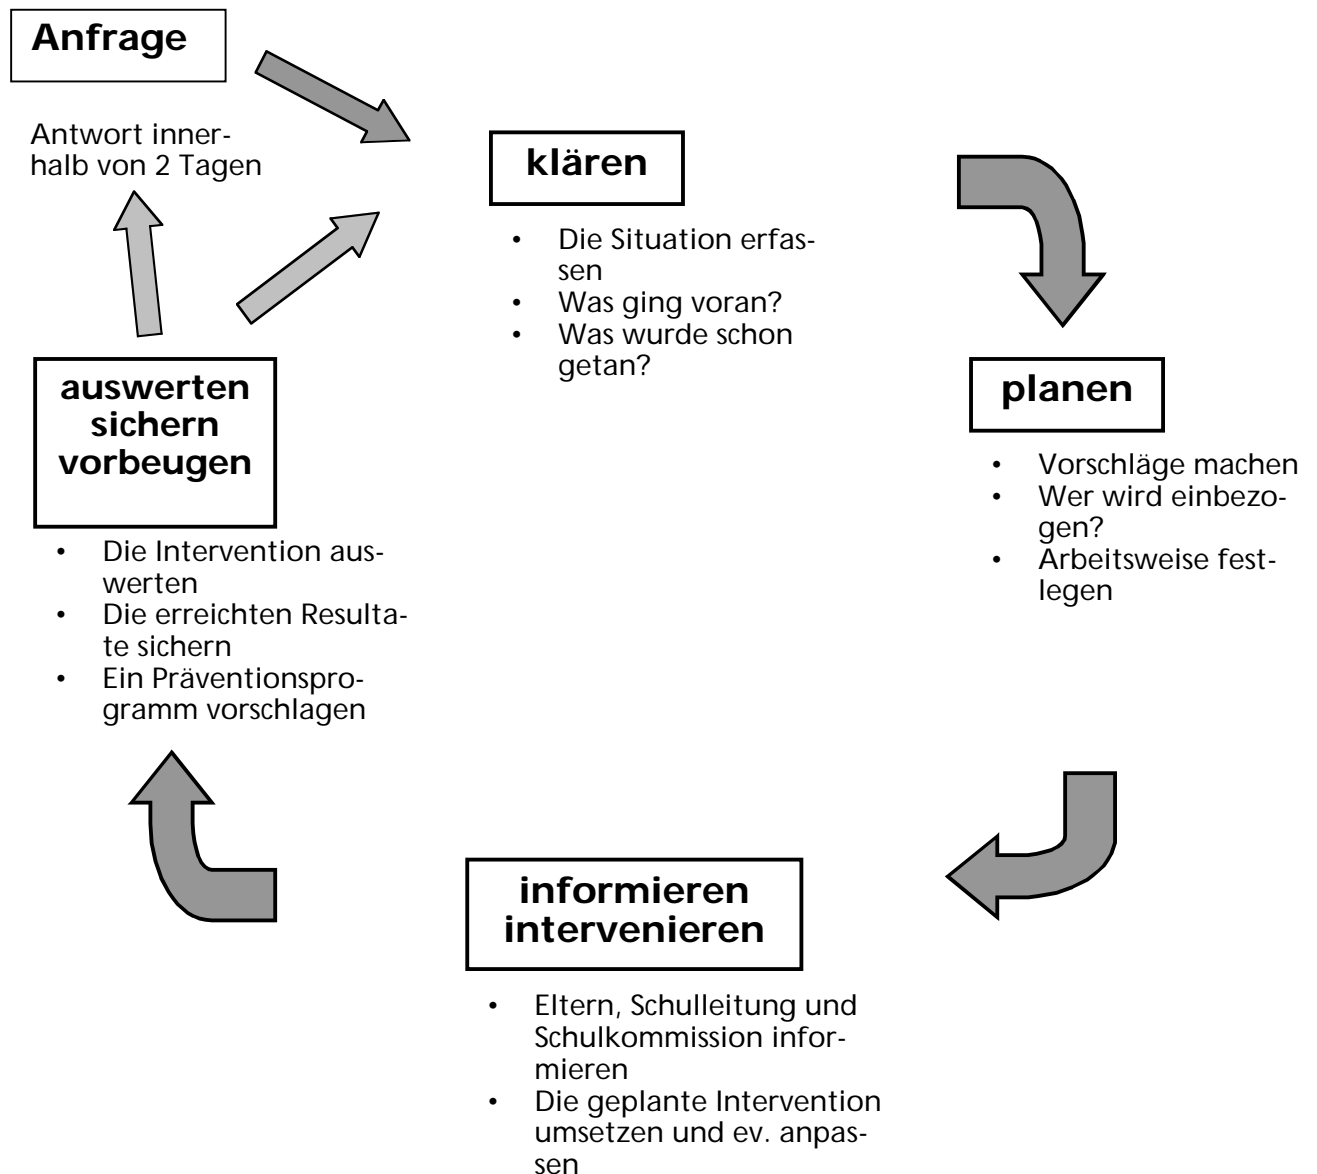 Anfrage
Antwort inner-
halb von 2 Tagen
klären
• Die Situation erfas-
sen
• Was ging voran?
• Was wurde schon
getan?
planen
• Vorschläge machen
• Wer wird einbezo-
gen?
• Arbeitsweise fest-
legen
informieren
intervenieren
• Eltern, Schulleitung und
Schulkommission infor-
mieren
• Die geplante Intervention
umsetzen und ev. anpas-
sen
auswerten
sichern
vorbeugen
• Die Intervention aus-
werten
• Die erreichten Resulta-
te sichern
• Ein Präventionspro-
gramm vorschlagen